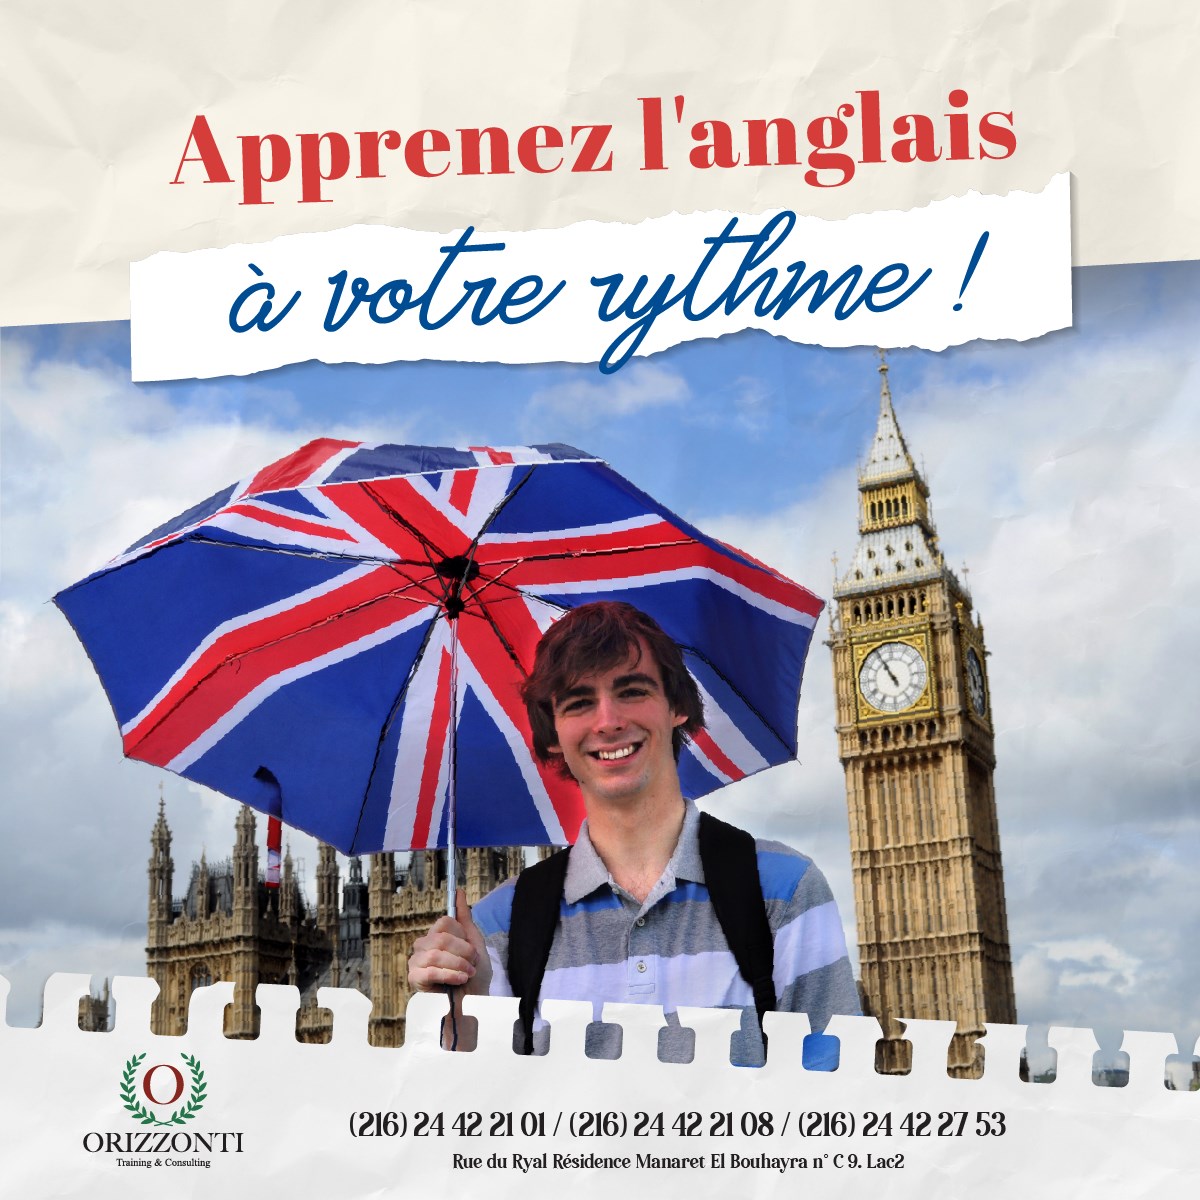 Apprenez l'anglais
à votre rythme !
O
ORIZZONTI
Training & Consulting
(216) 24 42 21 01 / (216) 24 42 21 08 / (216) 24 42 27 53
Rue du Ryal Résidence Manaret El Bouhayra n° C 9. Lac2